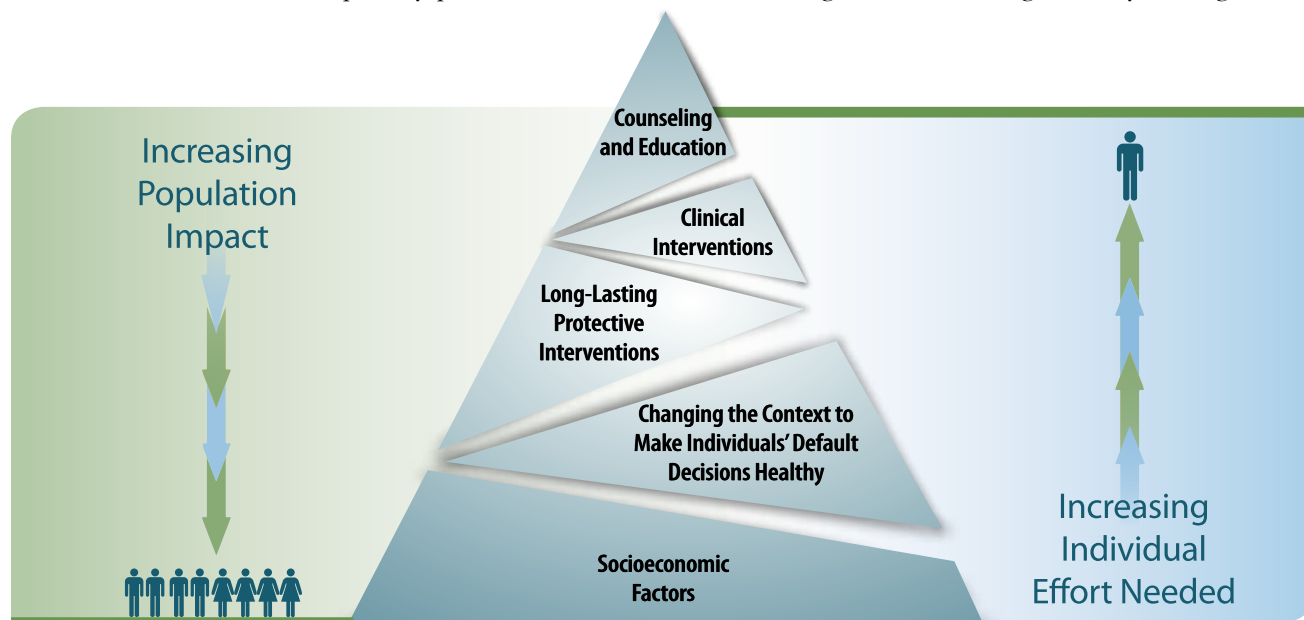 Increasing
Population
Impact
Counseling
and Education
Clinical
Interventions
Long-Lasting
Protective
Interventions
Changing the Context to
Make Individuals’ Default
Decisions Healthy
Socioeconomic
Factors
Increasing
Individual
Effort Needed